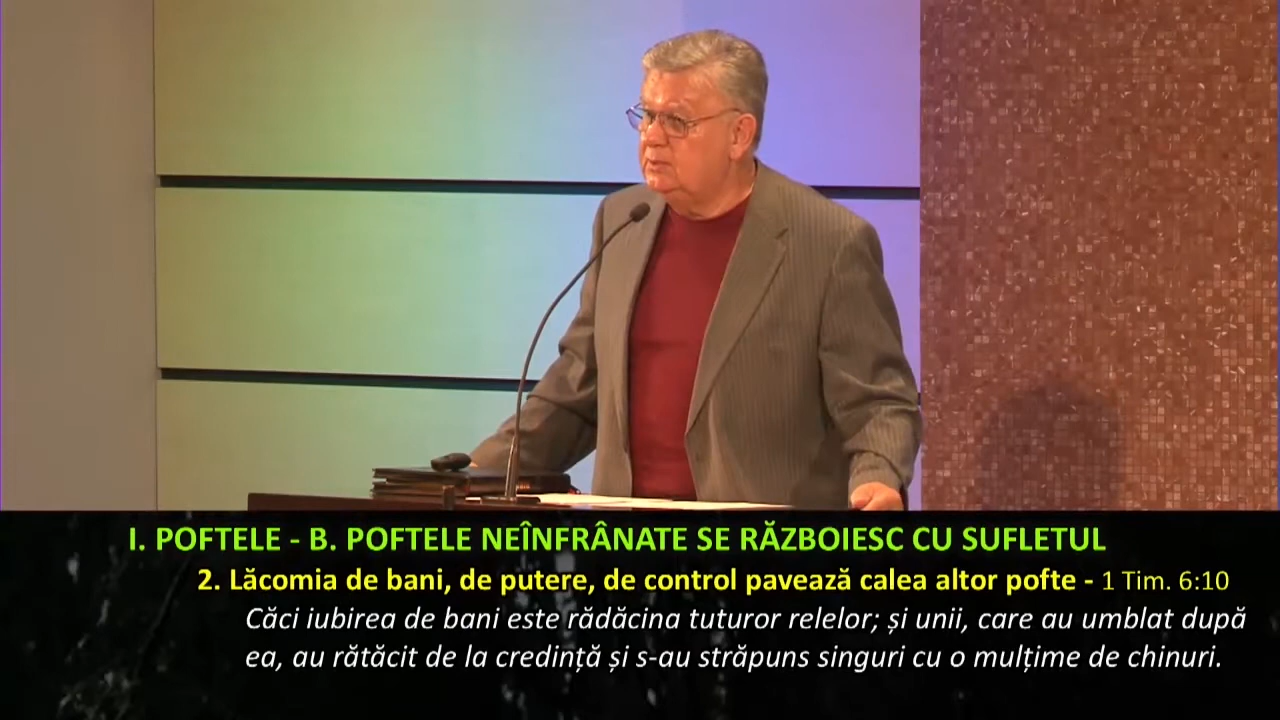 I. POFTELE - B. POFTELE NEÎNFRÂNATE SE RĂZBOIESC CU SUFLETUL
2. Lăcomia de bani, de putere, de control pavează calea altor pofte - 1 Tim. 6:10
Căci iubirea de bani este rădăcina tuturor relelor; și unii, care au umblat după
ea, au rătăcit de la credință și s-au străpuns singuri cu o mulțime de chinuri.